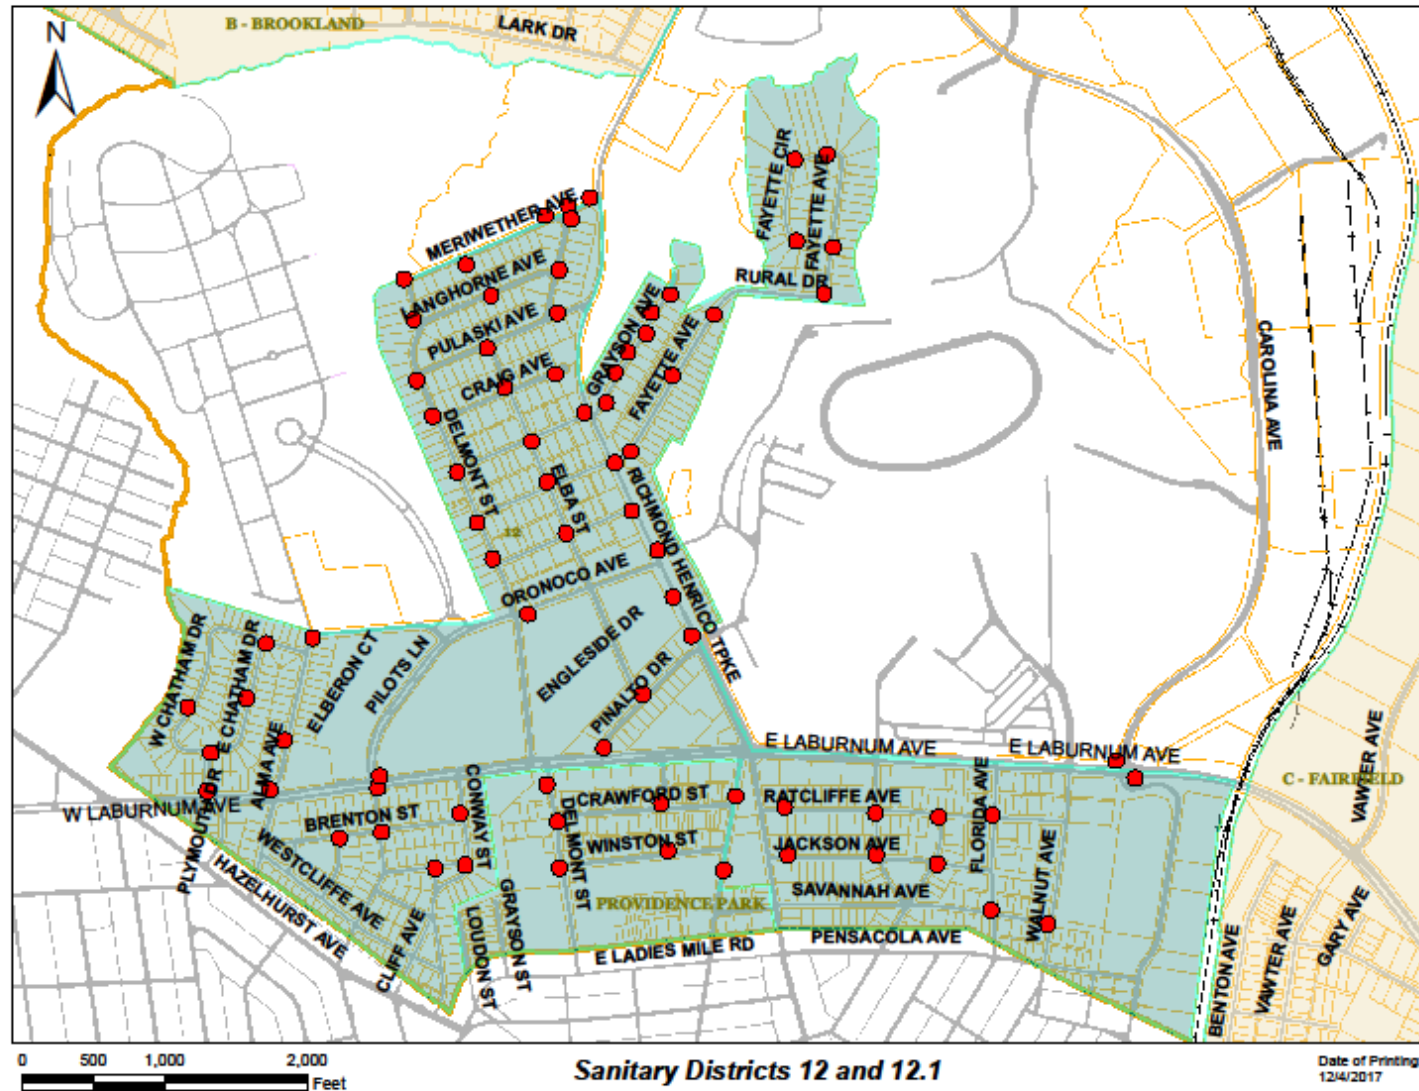 B - BROOKLAND
LARK DR
N
FAYETTE CIR
FAYETTE AVE
MERIWETHER AVE
LANGHORNE AVE
RURAL DR
PULASKI AVE
GRAYSON AVE
CRAIG AVE
FAYETTE AVE
CAROLINA AVE
DELMONT ST
ELBA ST
RICHMOND HENRICO TPKE
12
ORONOCO AVE
W CHATHAM DR
E CHATHAM DR
ELBERON CT
PILOTS LN
ENGLESIDE DR
PINALTO DR
ALMA AVE
E LABURNUM AVE
E LABURNUM AVE
C - FAIRFIELD
VAWTER AVE
PLYMOUTH DR
W LABURNUM AVE
BRENTON ST
CONWAY ST
DELMONT ST
CRAWFORD ST
RATCLIFFE AVE
FLORIDA AVE
WINSTON ST
JACKSON AVE
WESTCLIFFE AVE
HAZELHURST AVE
SAVANNAH AVE
WALNUT AVE
PROVIDENCE PARK
GRAYSON ST
LOUDON ST
CLIFF AVE
E LADIES MILE RD
PENSACOLA AVE
BENTON AVE
VAWTER AVE
GARY AVE
0 500 1,000 2,000
Feet
Sanitary Districts 12 and 12.1
Date of Printing
12/4/2017